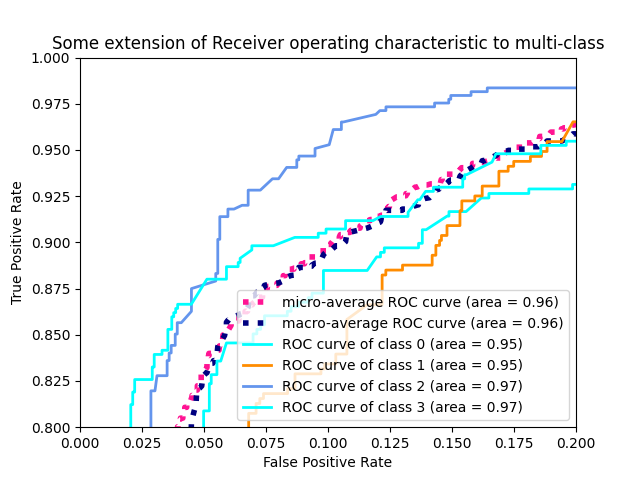 Some extension of Receiver operating characteristic to multi-class
1.000
0.975
0.950
0.925
0.900
0.875
0.850
0.825
0.800
True Positive Rate
micro-average ROC curve (area = 0.96)
macro-average ROC curve (area = 0.96)
ROC curve of class 0 (area = 0.95)
ROC curve of class 1 (area = 0.95)
ROC curve of class 2 (area = 0.97)
ROC curve of class 3 (area = 0.97)
0.000 0.025 0.050 0.075 0.100 0.125 0.150 0.175 0.200
False Positive Rate